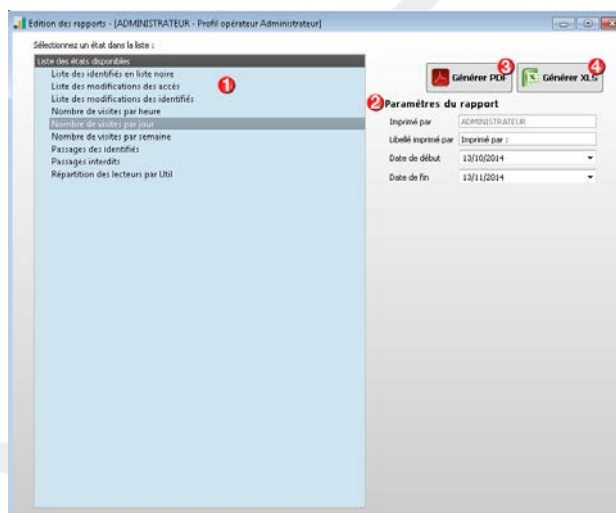 Edition des rapports - [ADMINISTRATEUR - Profil opérateur Administrateur]
Sélectionnez un état dans la liste :
Liste des états disponibles
Liste des identifiés en liste noire
Liste des modifications des accès
Liste des modifications des identifiés
Nombre de visites par heure
Nombre de visites par jour
Nombre de visites par semaine
Passages des identifiés
Passages interdits
Répartition des lecteurs par Util
1
3
4
Générer PDF
Générer XLS
2 Paramètres du rapport
Imprimé par ADMINISTRATEUR
Libellé imprimé par Imprimé par :
Date de début 13/10/2014
Date de fin 13/11/2014